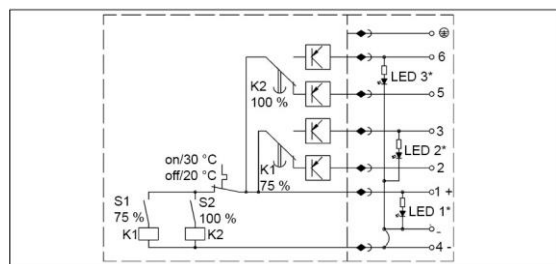 6
LED 3*
K2
100 %
5
3
LED 2*
on/30 °C
off/20 °C
K1
75 %
2
1 +
S1
75 %
S2
100 %
LED 1*
K1
K2
-
4 -